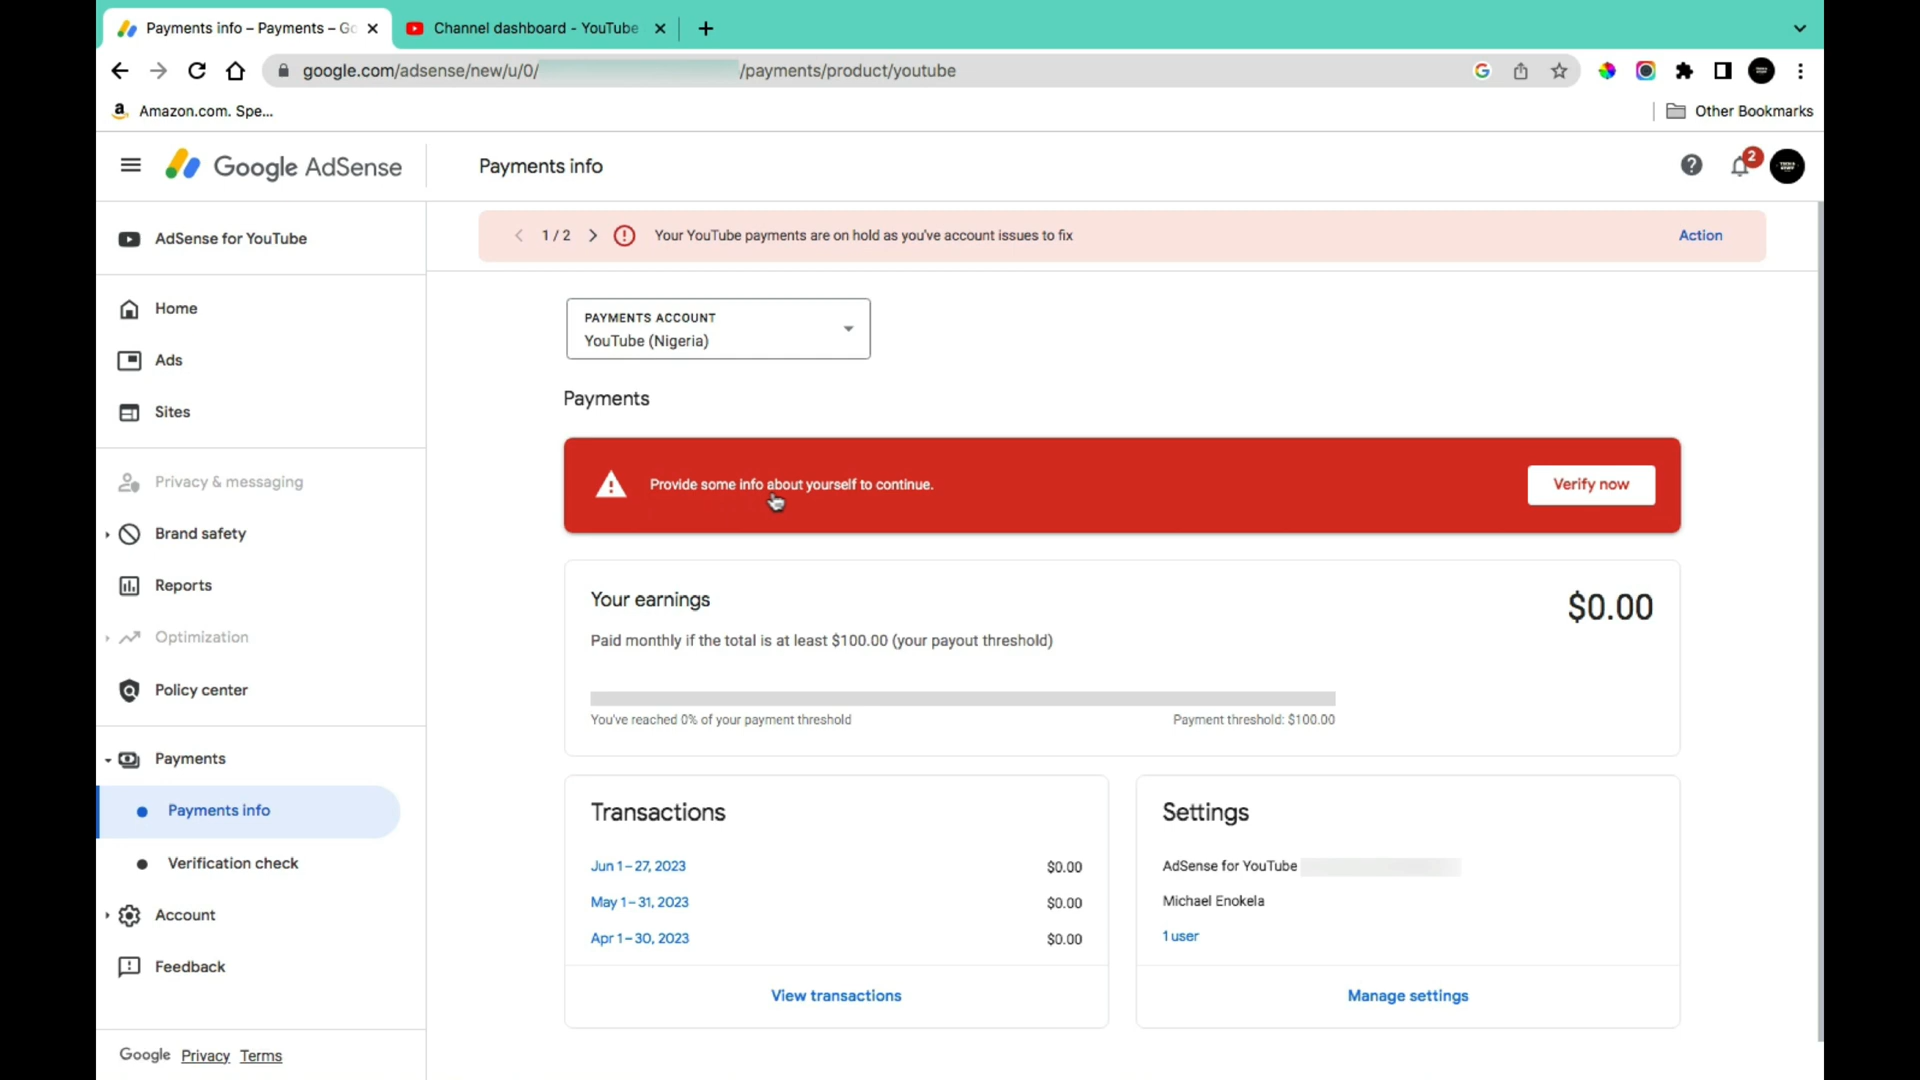 Payments info – Payments – Go
Channel dashboard - YouTube
google.com/adsense/new/u/0/
/payments/product/youtube
a Amazon.com. Spe...
Other Bookmarks
Google AdSense
Payments info
2
AdSense for YouTube
1 / 2
Your YouTube payments are on hold as you've account issues to fix
Action
Home
Ads
Sites
Privacy & messaging
Brand safety
Reports
Optimization
Policy center
Payments
Payments info
Verification check
Account
Feedback
Google Privacy Terms
PAYMENTS ACCOUNT
YouTube (Nigeria)
Payments
Provide some info about yourself to continue.
Verify now
Your earnings
$0.00
Paid monthly if the total is at least $100.00 (your payout threshold)
You've reached 0% of your payment threshold
Payment threshold: $100.00
Transactions
Jun 1 – 27, 2023 $0.00
May 1 – 31, 2023 $0.00
Apr 1 – 30, 2023 $0.00
View transactions
Settings
AdSense for YouTube
Michael Enokela
1 user
Manage settings